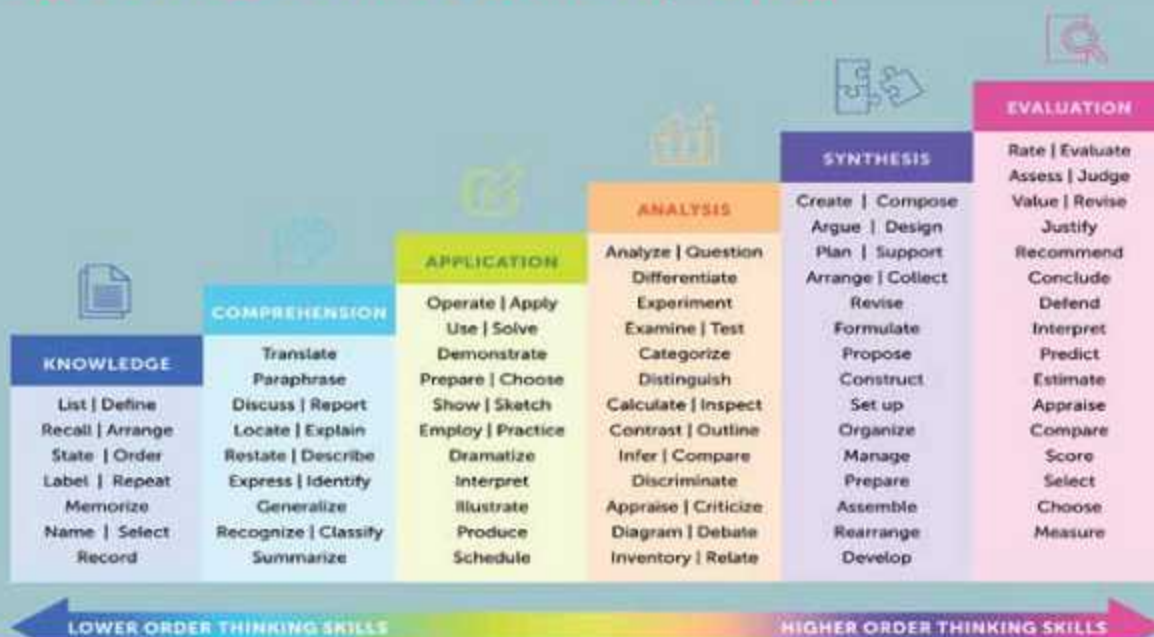 KNOWLEDGE
List | Define
Recall | Arrange
State | Order
Label | Repeat
Memorize
Name | Select
Record
COMPREHENSION
Translate
Paraphrase
Discuss | Report
Locate | Explain
Restate | Describe
Express | Identify
Generalize
Recognize | Classify
Summarize
APPLICATION
Operate | Apply
Use | Solve
Demonstrate
Prepare | Choose
Show | Sketch
Employ | Practice
Dramatize
Interpret
Illustrate
Produce
Schedule
ANALYSIS
Analyze | Question
Differentiate
Experiment
Examine | Test
Categorize
Distinguish
Calculate | Inspect
Contrast | Outline
Infer | Compare
Discriminate
Appraise | Criticize
Diagram | Debate
Inventory | Relate
SYNTHESIS
Create | Compose
Argue | Design
Plan | Support
Arrange | Collect
Revise
Formulate
Propose
Construct
Set up
Organize
Manage
Prepare
Assemble
Rearrange
Develop
EVALUATION
Rate | Evaluate
Assess | Judge
Value | Revise
Justify
Recommend
Conclude
Defend
Interpret
Predict
Estimate
Appraise
Compare
Score
Select
Choose
Measure
LOWER ORDER THINKING SKILLS
HIGHER ORDER THINKING SKILLS